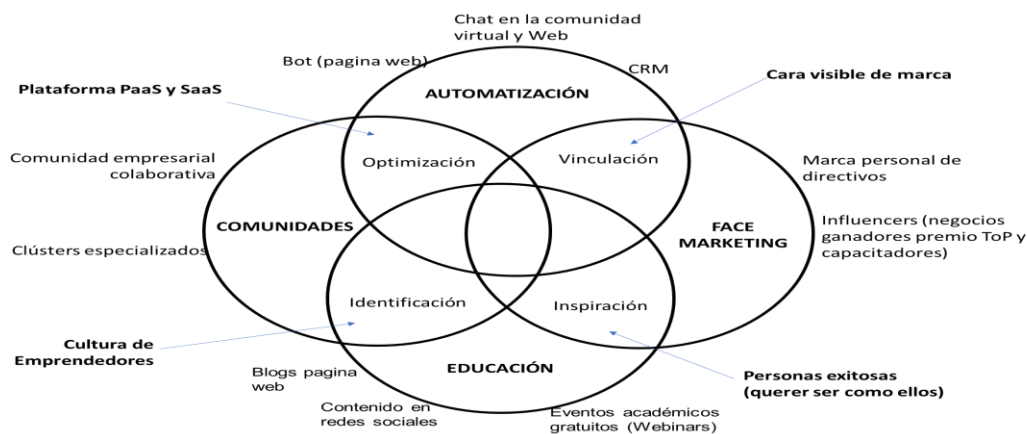 Chat en la comunidad
virtual y Web
Bot (pagina web)
CRM
Cara visible de marca
Plataforma PaaS y SaaS
AUTOMATIZACIÓN
Comunidad empresarial
colaborativa
Optimización
Vinculación
Marca personal de
directivos
COMUNIDADES
FACE
MARKETING
Influencers (negocios
ganadores premio ToP y
capacitadores)
Clústers especializados
Identificación
Inspiración
Cultura de
Emprendedores
EDUCACIÓN
Blogs pagina
web
Personas exitosas
(querer ser como ellos)
Contenido en
redes sociales
Eventos académicos
gratuitos (Webinars)